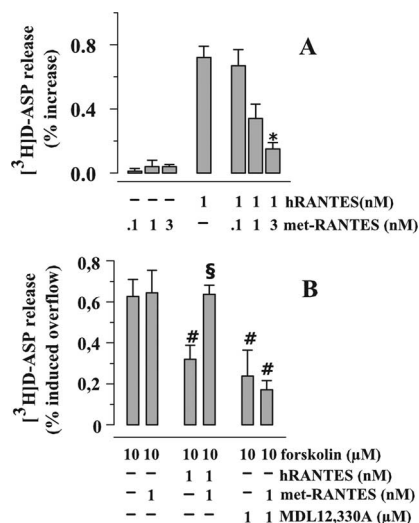 A
[³H]D-ASP release
(% increase)
0.8
0.4
0.0
*
– – – 1 1 1 1 hRANTES(nM)
.1 1 3 – .1 1 3 met-RANTES (nM)
B
[³H]D-ASP release
(% induced overflow)
0,8
0,6
0,4
0,2
0
# § # #
10 10 10 10 10 10 forskolin (µM)
– – 1 1 – – hRANTES (nM)
– 1 – 1 – 1 met-RANTES (nM)
– – – – 1 1 MDL12,330A (µM)